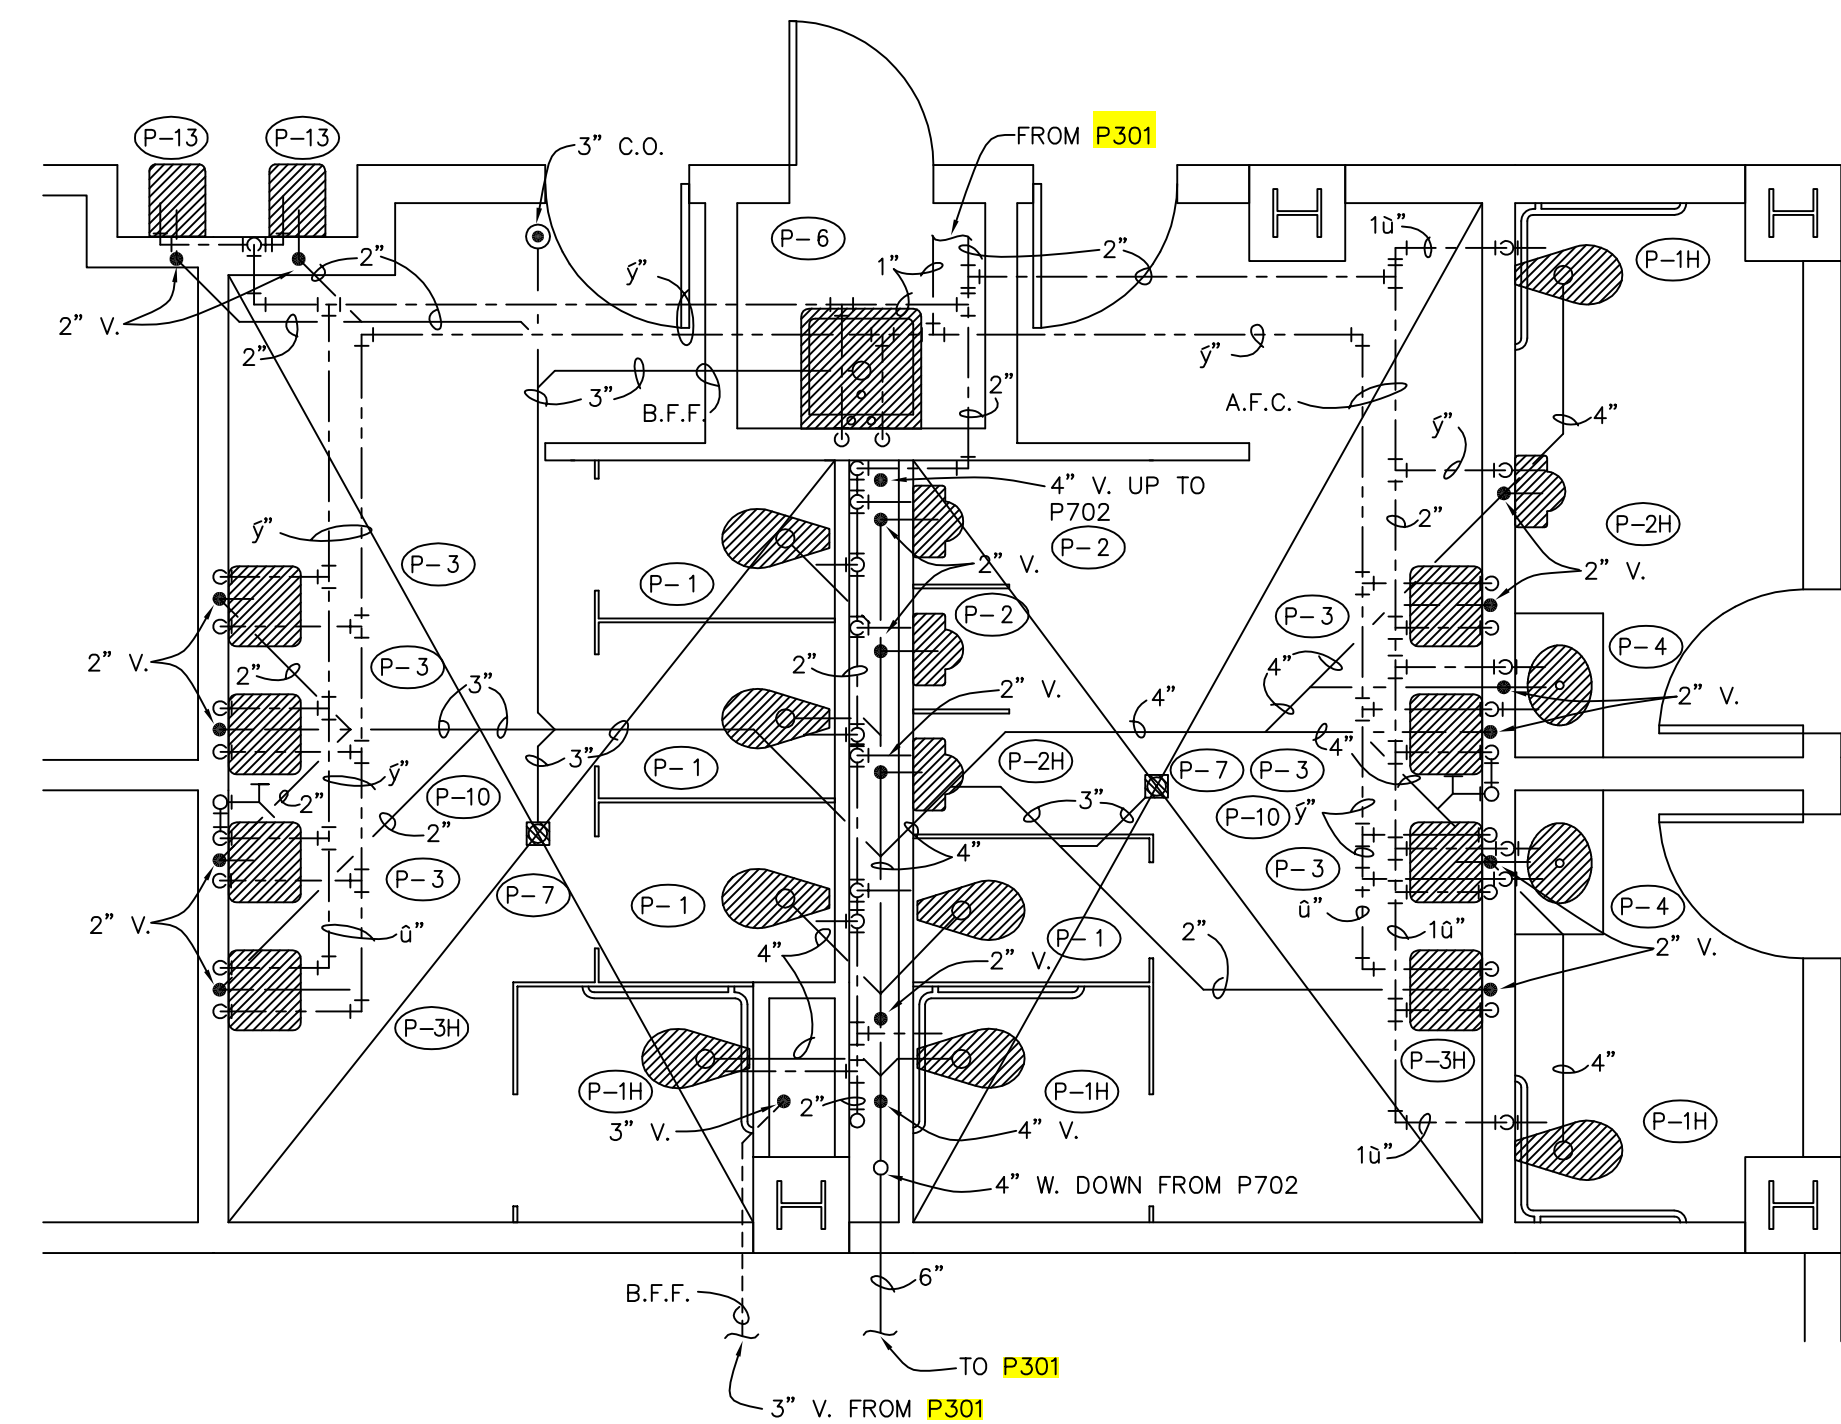 P-13
P-13
3” C.O.
FROM P301
P-6
1ù”
P-1H
2”
1”
2”
ý”
2” V.
2”
ý”
3”
B.F.F.
2”
A.F.C.
ý”
4”
4” V. UP TO
P702
2”
P-2H
ý”
P-3
P-2
P-1
2” V.
2” V.
P-2
P-3
P-4
2” V.
P-3
2”
2”
4”
3”
2” V.
4”
2” V.
3”
P-1
P-2H
P-7
P-3
4”
ý”
P-10
2”
2”
3”
P-10
ý”
4”
P-3
P-7
P-1
P-3
P-4
2” V.
û”
4”
P-1
2”
û”
1û”
2” V.
2” V.
P-3H
P-3H
4”
P-1H
2”
P-1H
P-1H
3” V.
4” V.
1ù”
4” W. DOWN FROM P702
B.F.F.
6”
TO P301
3” V. FROM P301